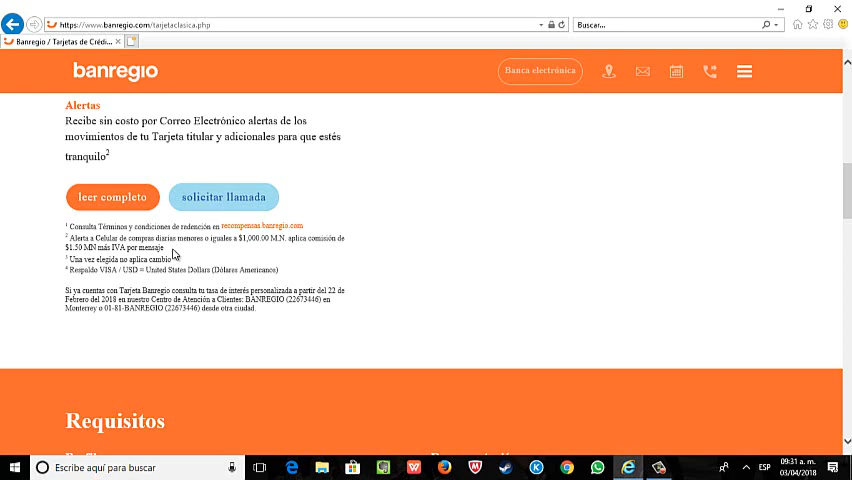 https://www.banregio.com/tarjetaclasica.php
Buscar...
Banregio / Tarjetas de Crédi...
banregio
Banca electrónica
Alertas
Recibe sin costo por Correo Electrónico alertas de los
movimientos de tu Tarjeta titular y adicionales para que estés
tranquilo²
leer completo
solicitar llamada
¹ Consulta Términos y condiciones de redención en recompensas.banregio.com
² Alerta a Celular de compras diarias menores o iguales a $1,000.00 M.N. aplica comisión de
$1.50 MN más IVA por mensaje
³ Una vez elegida no aplica cambio
⁴ Respaldo VISA / USD = United States Dollars (Dólares Americanos)
Si ya cuentas con Tarjeta Banregio consulta tu tasa de interés personalizada a partir del 22 de
Febrero del 2018 en nuestro Centro de Atención a Clientes: BANREGIO (22673446) en
Monterrey o 01-81-BANREGIO (22673446) desde otra ciudad.
Requisitos
Escribe aquí para buscar
ESP
09:31 a. m.
03/04/2018